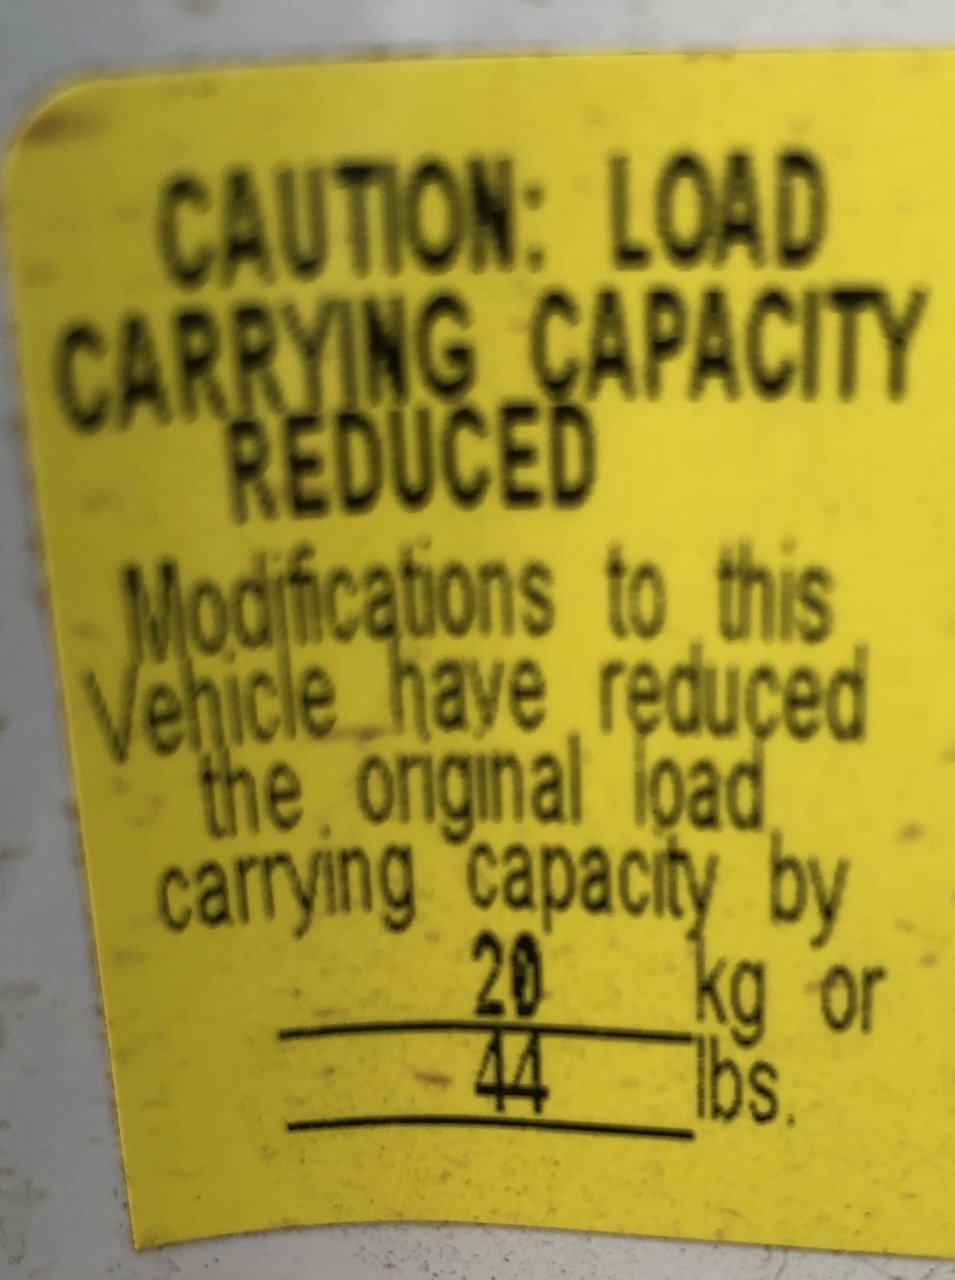 CAUTION: LOAD
CARRYING CAPACITY
REDUCED
Modifications to this
Vehicle have reduced
the original load
carrying capacity by
20 kg or
44 lbs.